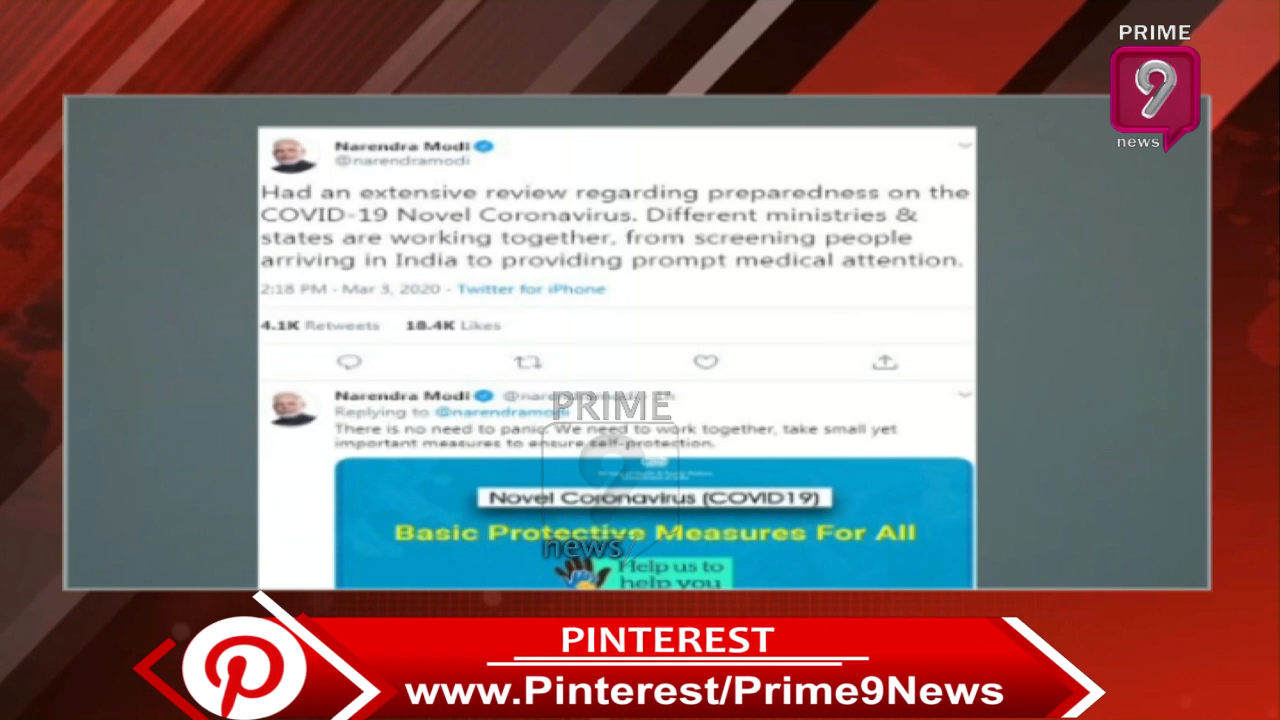 PRIME
9
news
Narendra Modi
@narendramodi
Had an extensive review regarding preparedness on the
COVID-19 Novel Coronavirus. Different ministries &
states are working together, from screening people
arriving in India to providing prompt medical attention.
2:18 PM - Mar 3, 2020 - Twitter for iPhone
4.1K Retweets 18.4K Likes
Narendra Modi
Replying to @narendramodi
There is no need to panic. We need to work together, take small yet
important measures to ensure self-protection.
PRIME
9
news
Novel Coronavirus (COVID19)
Basic Protective Measures For All
Help us to
help you
PINTEREST
www.Pinterest/Prime9News